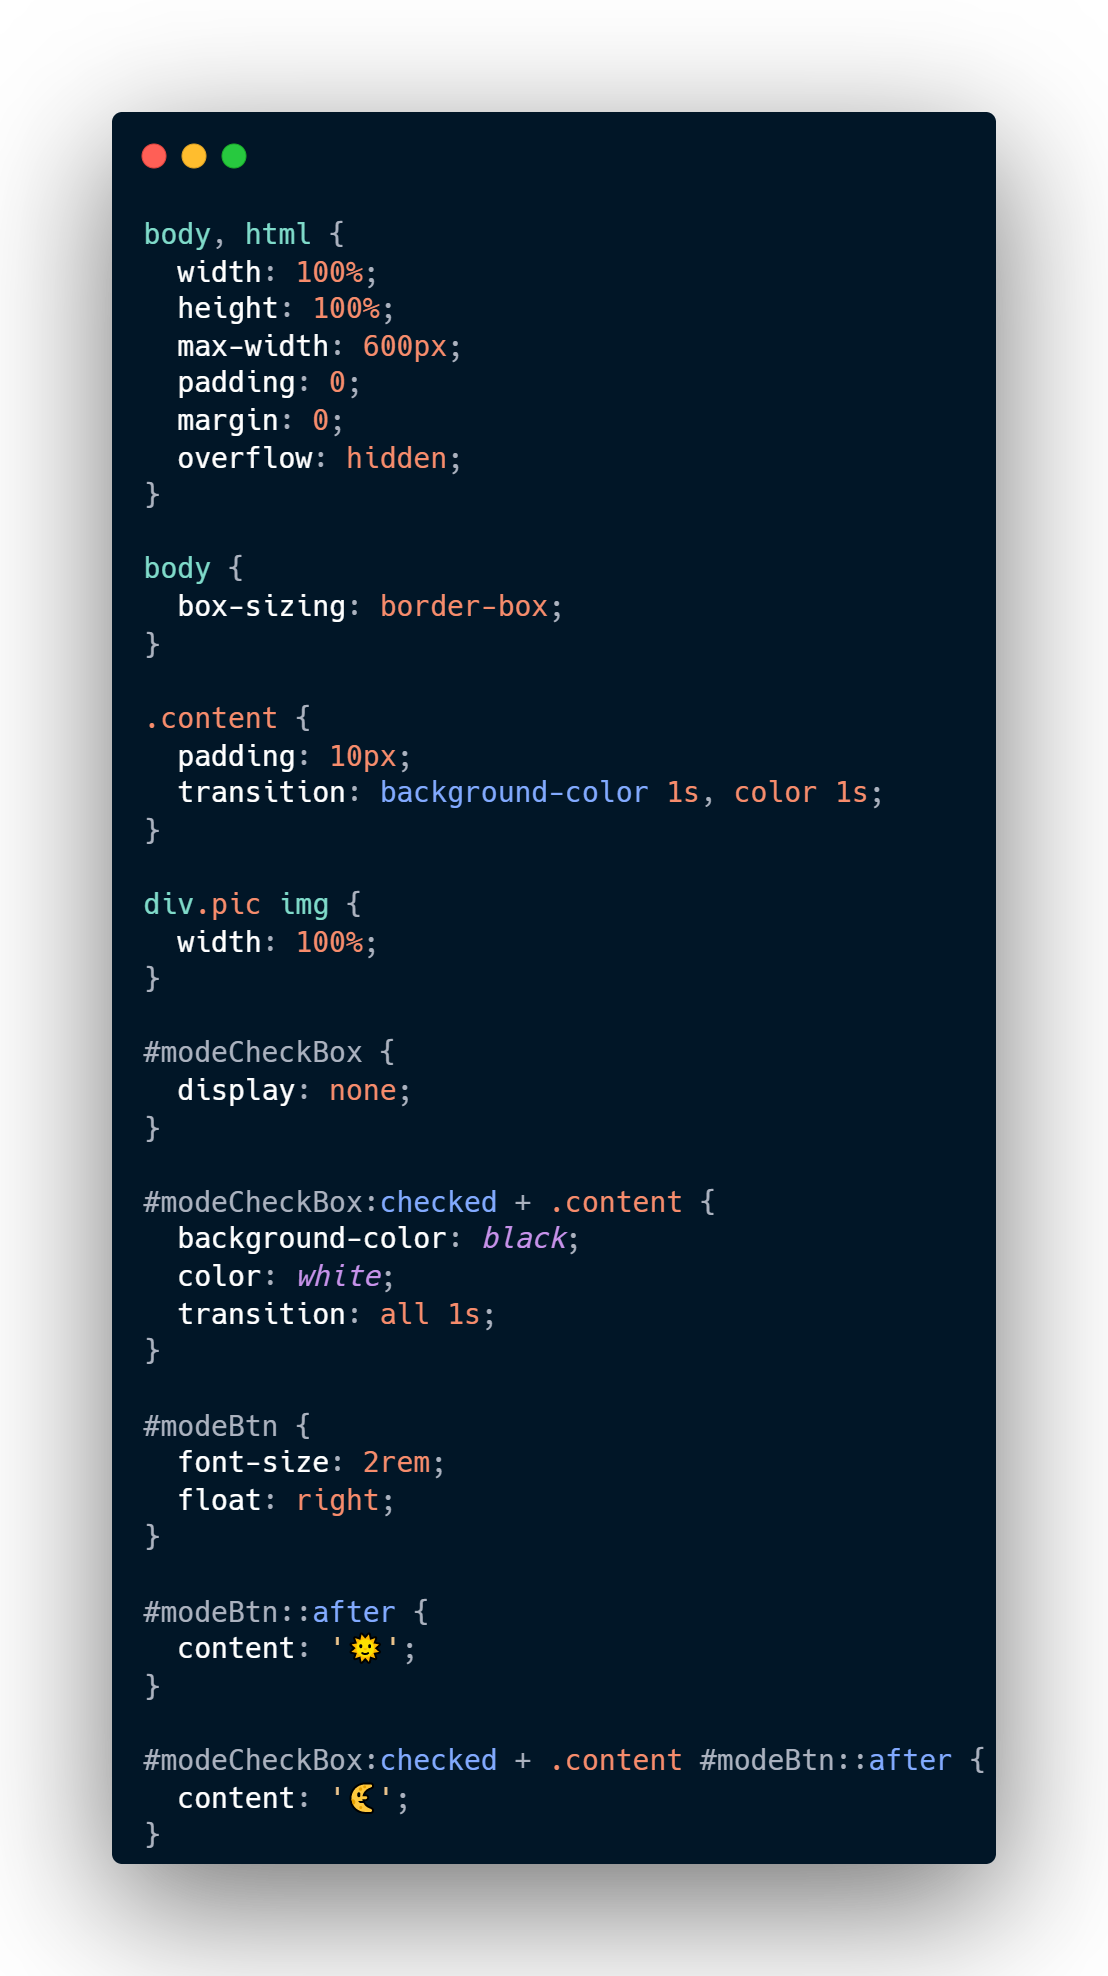 body, html {
  width: 100%;
  height: 100%;
  max-width: 600px;
  padding: 0;
  margin: 0;
  overflow: hidden;
}

body {
  box-sizing: border-box;
}

.content {
  padding: 10px;
  transition: background-color 1s, color 1s;
}

div.pic img {
  width: 100%;
}

#modeCheckBox {
  display: none;
}

#modeCheckBox:checked + .content {
  background-color: black;
  color: white;
  transition: all 1s;
}

#modeBtn {
  font-size: 2rem;
  float: right;
}

#modeBtn::after {
  content: '🌞';
}

#modeCheckBox:checked + .content #modeBtn::after {
  content: '🌜';
}